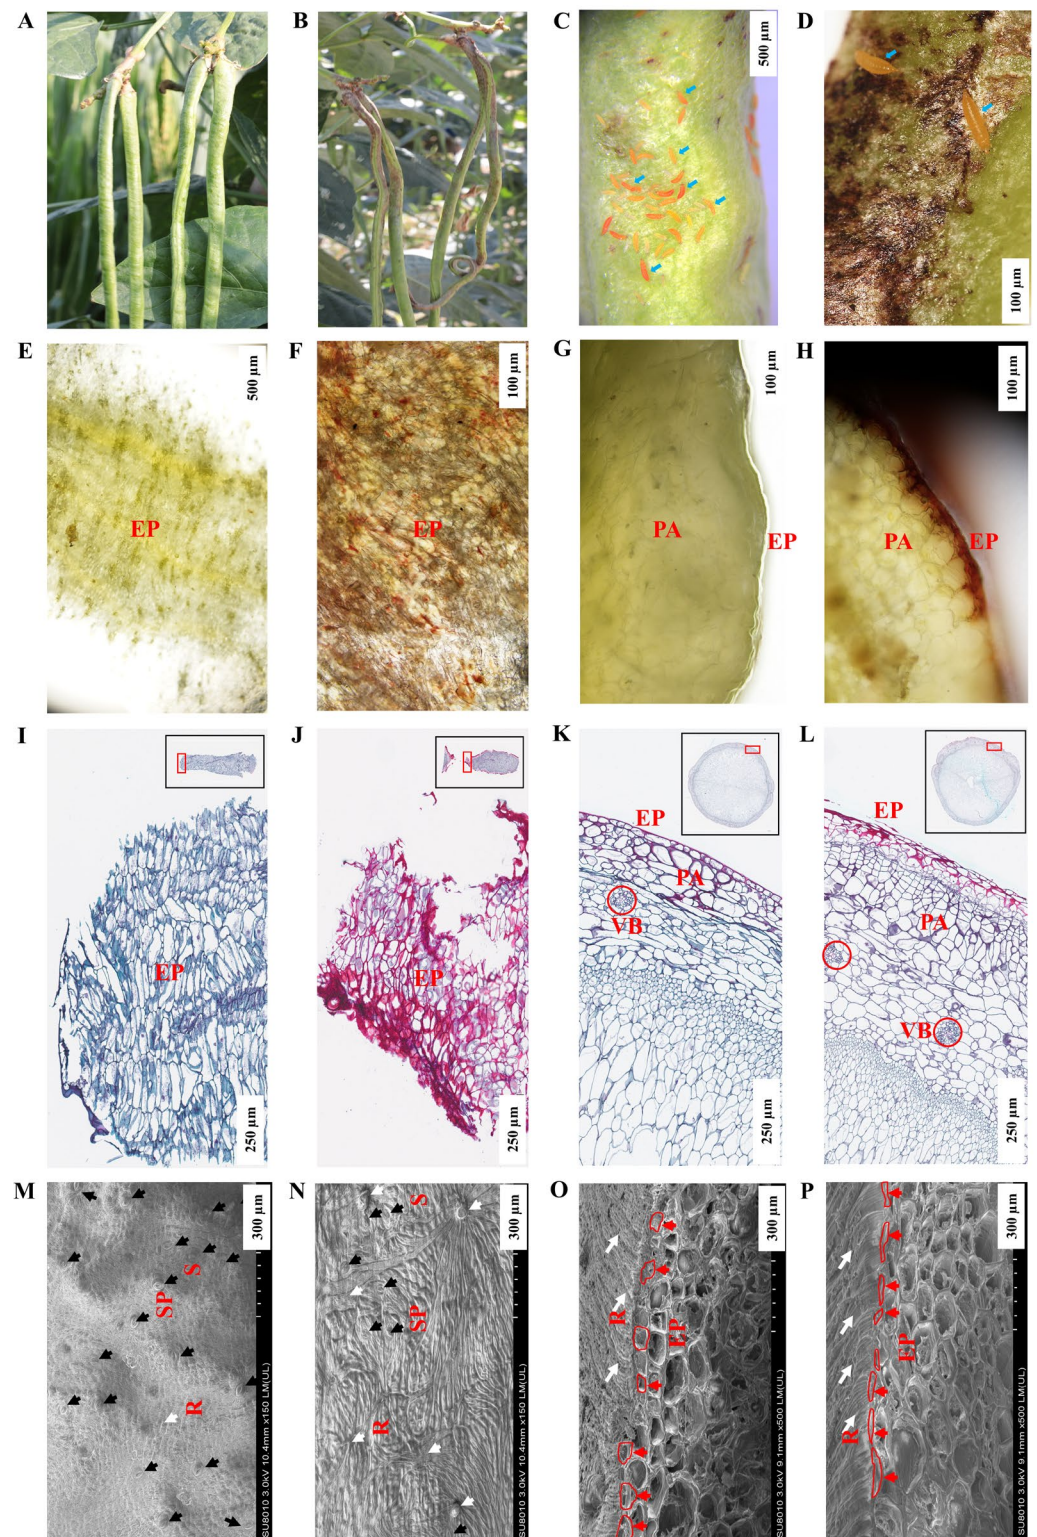 A
B
C
500 µm
D
100 µm
E
500 µm
EP
F
100 µm
EP
G
100 µm
PA
EP
H
100 µm
PA
EP
I
EP
250 µm
J
EP
250 µm
K
EP
PA
VB
250 µm
L
EP
PA
VB
250 µm
M
300 µm
S
SP
R
SU8010 3.0kV 10.4mm x150 LM(UL)
N
300 µm
S
SP
R
SU8010 3.0kV 10.4mm x150 LM(UL)
O
300 µm
R
EP
SU8010 3.0kV 9.1mm x500 LM(UL)
P
300 µm
EP
R
SU8010 3.0kV 9.1mm x500 LM(UL)